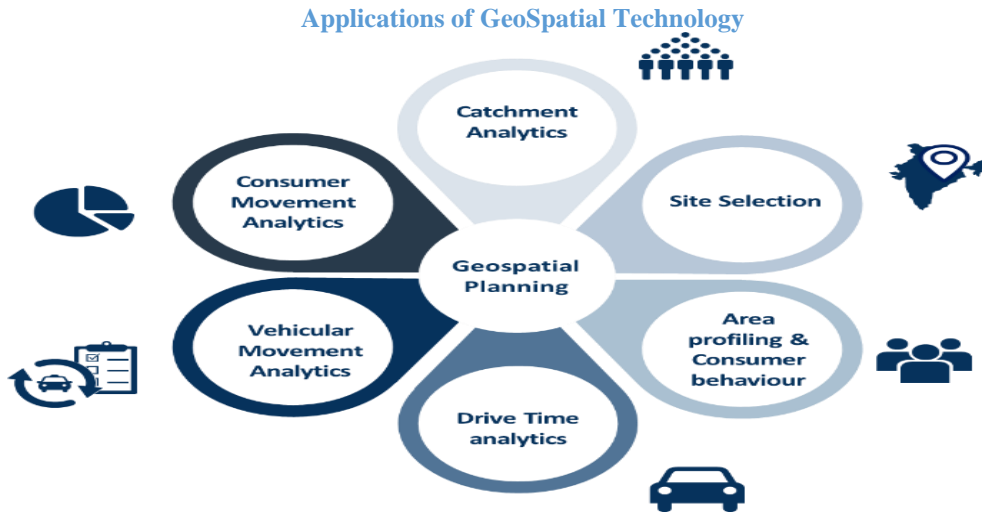 Applications of GeoSpatial Technology
Catchment
Analytics
Consumer
Movement
Analytics
Site Selection
Geospatial
Planning
Vehicular
Movement
Analytics
Area
profiling &
Consumer
behaviour
Drive Time
analytics